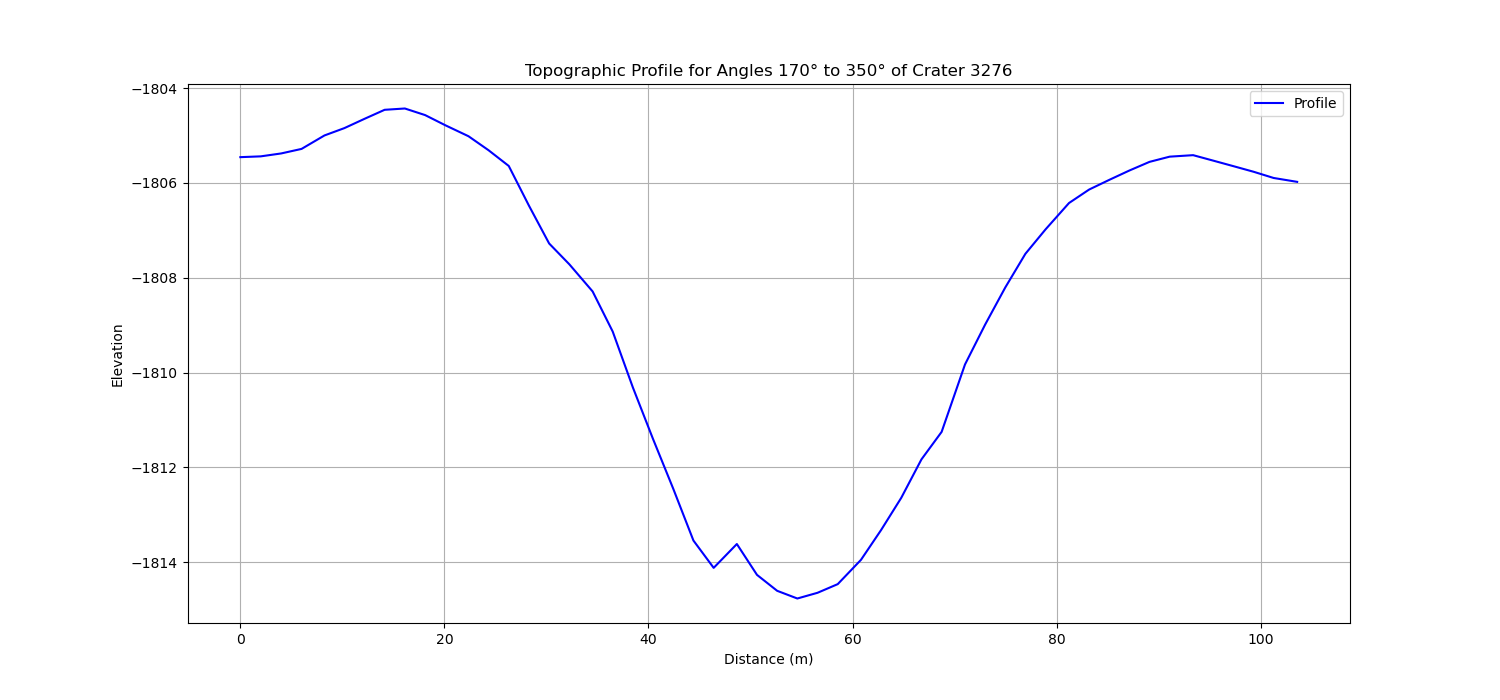 Topographic Profile for Angles 170° to 350° of Crater 3276
Profile
−1804
−1806
−1808
−1810
−1812
−1814
Elevation
0 20 40 60 80 100
Distance (m)